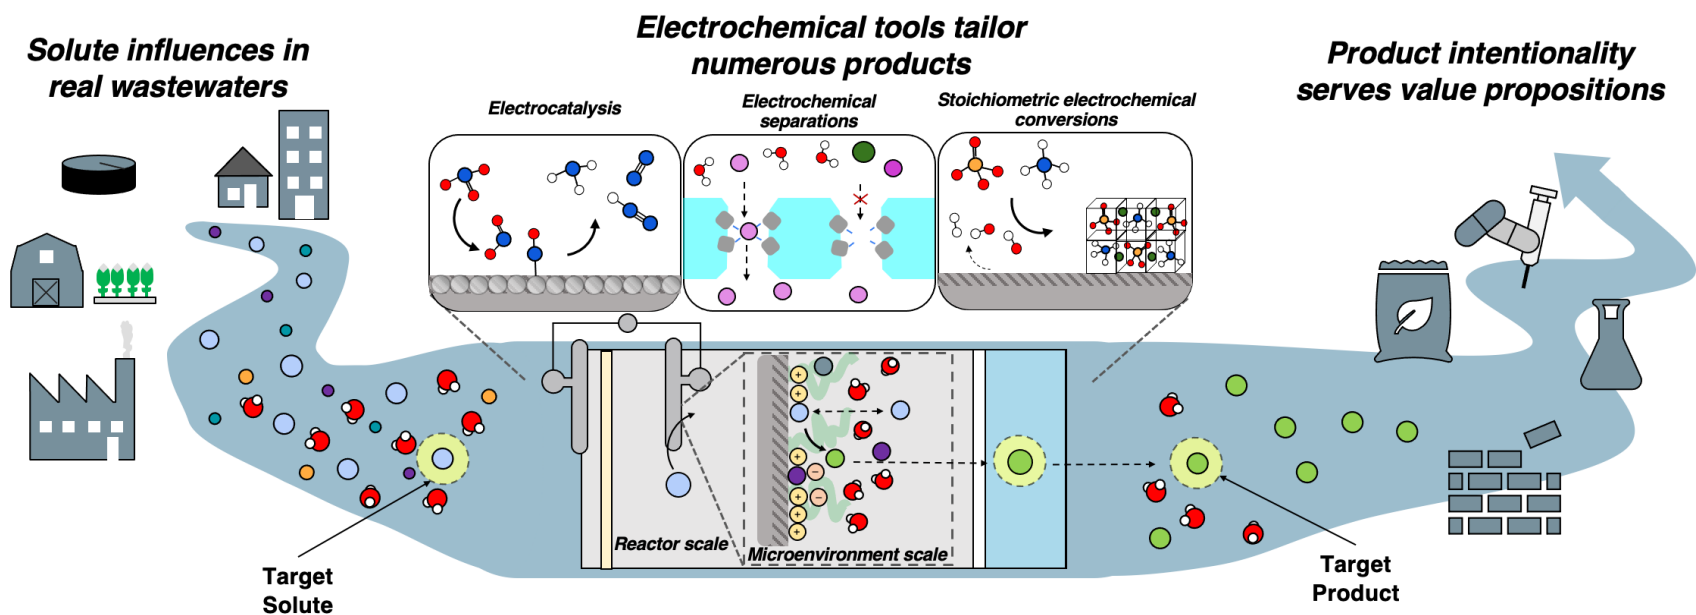 Solute influences in
real wastewaters
Electrochemical tools tailor
numerous products
Product intentionality
serves value propositions
Electrocatalysis
Electrochemical
separations
Stoichiometric electrochemical
conversions
Reactor scale
Microenvironment scale
Target
Solute
Target
Product